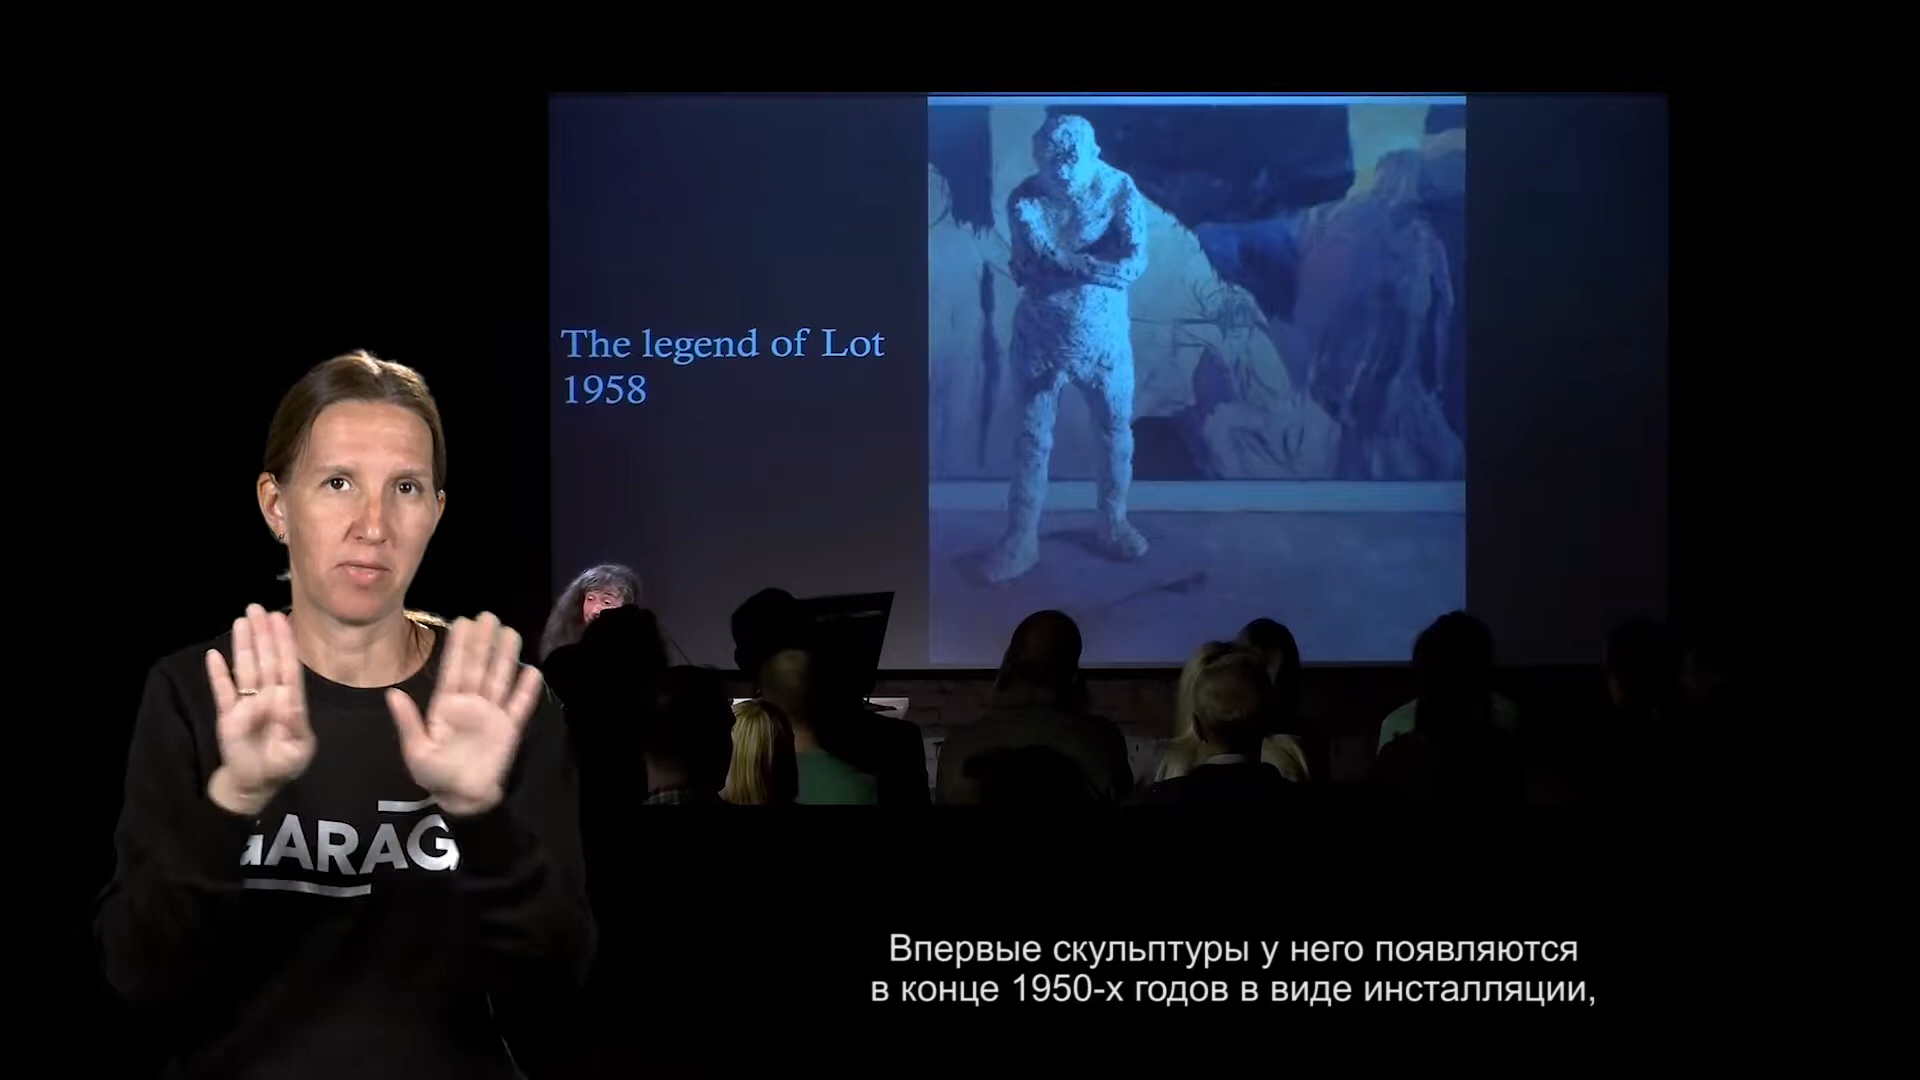 The legend of Lot
1958
GARAG
Впервые скульптуры у него появляются
в конце 1950-х годов в виде инсталляции,